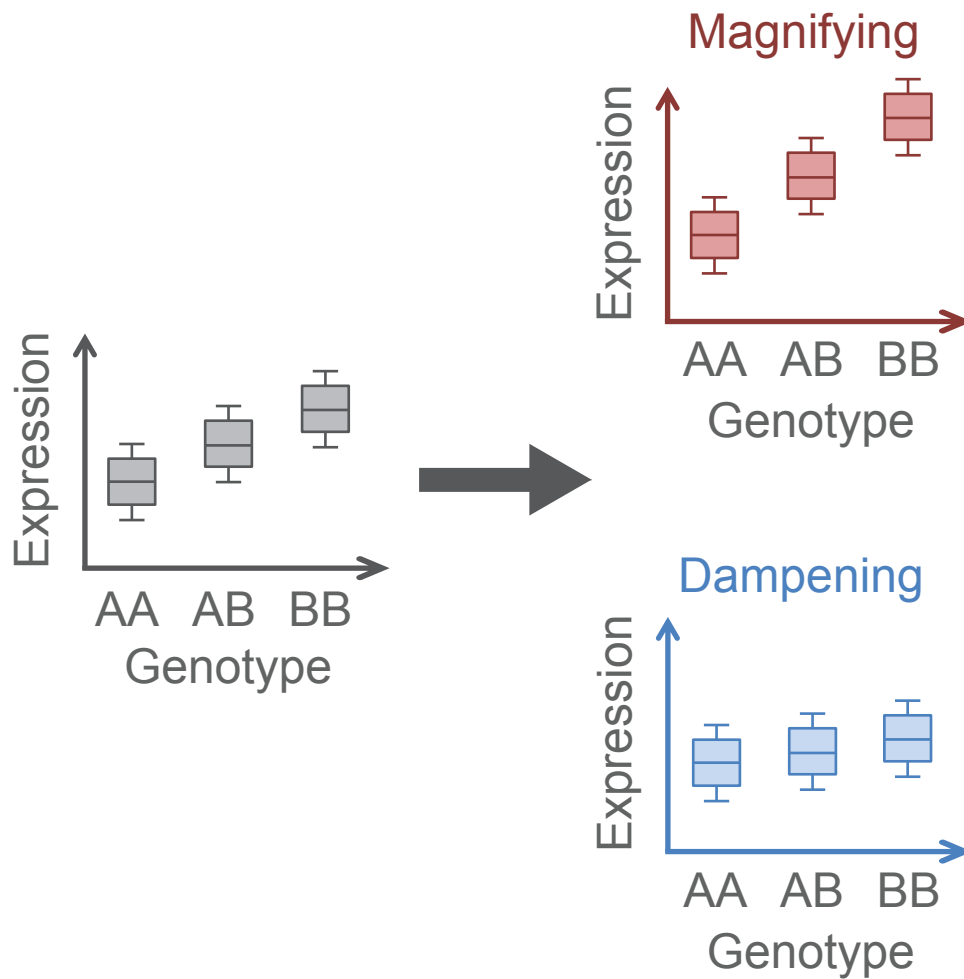 Expression
AA AB BB
Genotype
Magnifying
Expression
AA AB BB
Genotype
Dampening
Expression
AA AB BB
Genotype